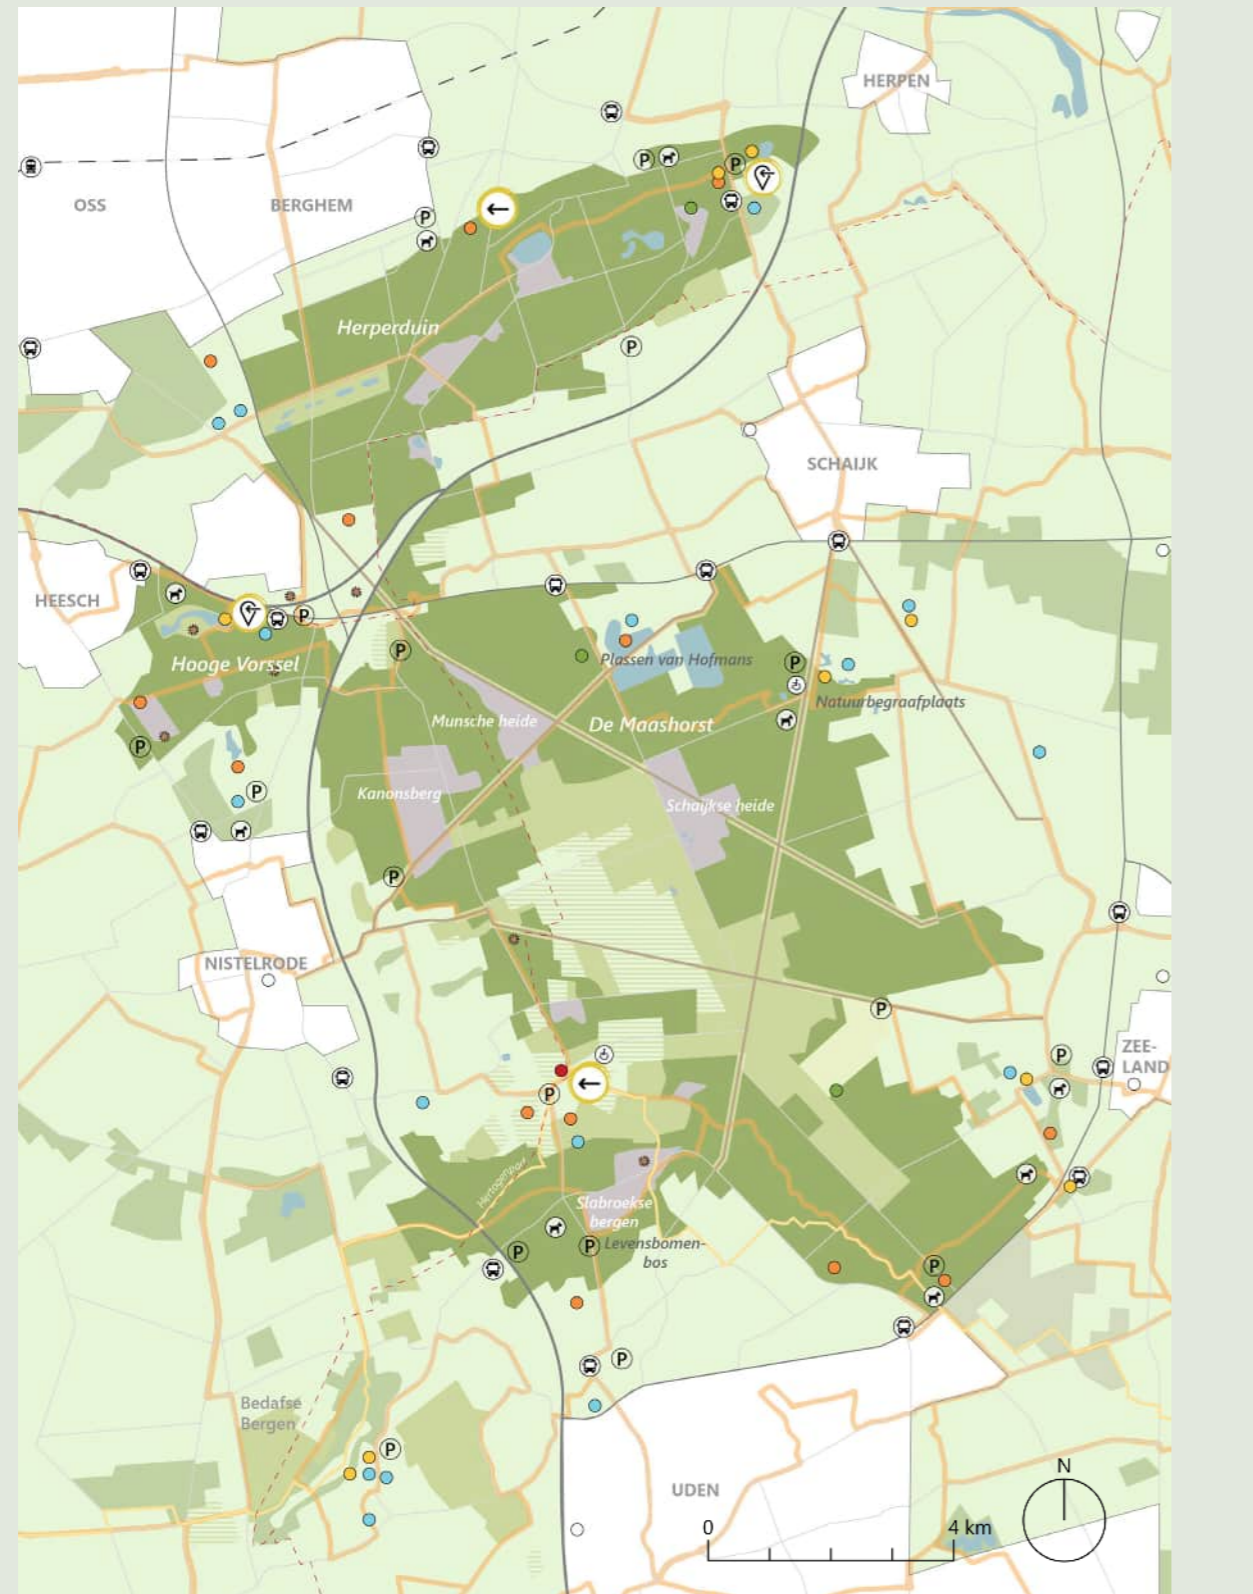 HERPEN
P
P
OSS
BERGHEM
P
Herperduin
P
SCHAIJK
HEESCH
P
Hooge Vorssel
P
Plassen van Hofmans
P
Natuurbegraafplaats
Munsche heide
De Maashorst
P
Kanonsberg
P
Schaijkse heide
P
NISTELRODE
P
ZEE-
LAND
P
P
Hertogenpad
Slabroekse
bergen
P
P
Levensbomen-
bos
P
P
Bedafse
Bergen
P
UDEN
N
0
4 km